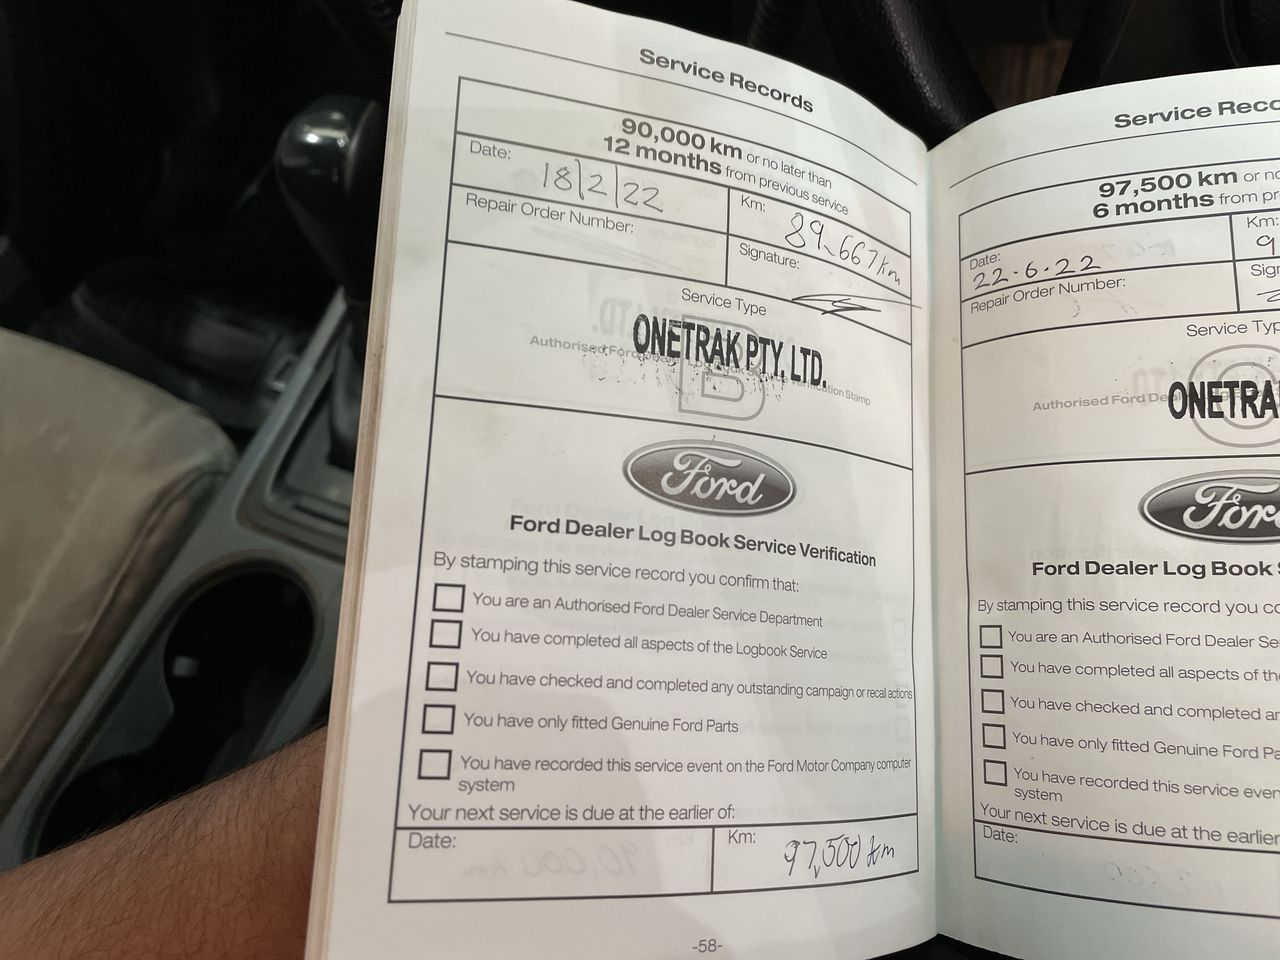 Service Records
90,000 km or no later than
12 months from previous service
Date: 18/2/22
Km: 89,667km
Repair Order Number:
Signature:
Service Type
B
Authorised Ford Dealer Log Book Service Verification Stamp
ONETRAK PTY. LTD.
Ford
Ford Dealer Log Book Service Verification
By stamping this service record you confirm that:
You are an Authorised Ford Dealer Service Department
You have completed all aspects of the Logbook Service
You have checked and completed any outstanding campaign or recall actions
You have only fitted Genuine Ford Parts
You have recorded this service event on the Ford Motor Company computer
system
Your next service is due at the earlier of:
Date:
Km: 97,500 km
-58-
Service Reco
97,500 km or no
6 months from pr
Date: 22.6.22
Km: 9
Repair Order Number:
Sign
Service Typ
Authorised Ford Deal
ONETRA
For
Ford Dealer Log Book S
By stamping this service record you co
You are an Authorised Ford Dealer Se
You have completed all aspects of th
You have checked and completed an
You have only fitted Genuine Ford Pa
You have recorded this service even
system
Your next service is due at the earlier
Date: